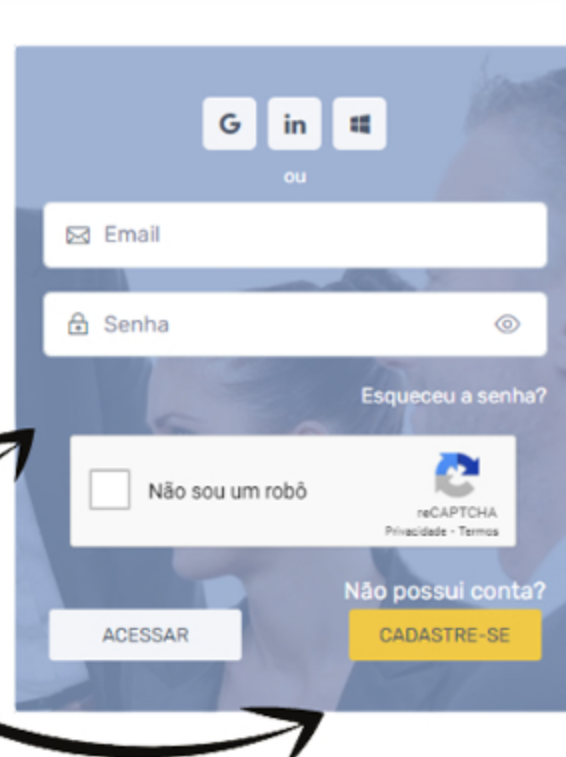 G in
ou
Email
Senha
Esqueceu a senha?
Não sou um robô
reCAPTCHA
Privacidade - Termos
Não possui conta?
ACESSAR
CADASTRE-SE